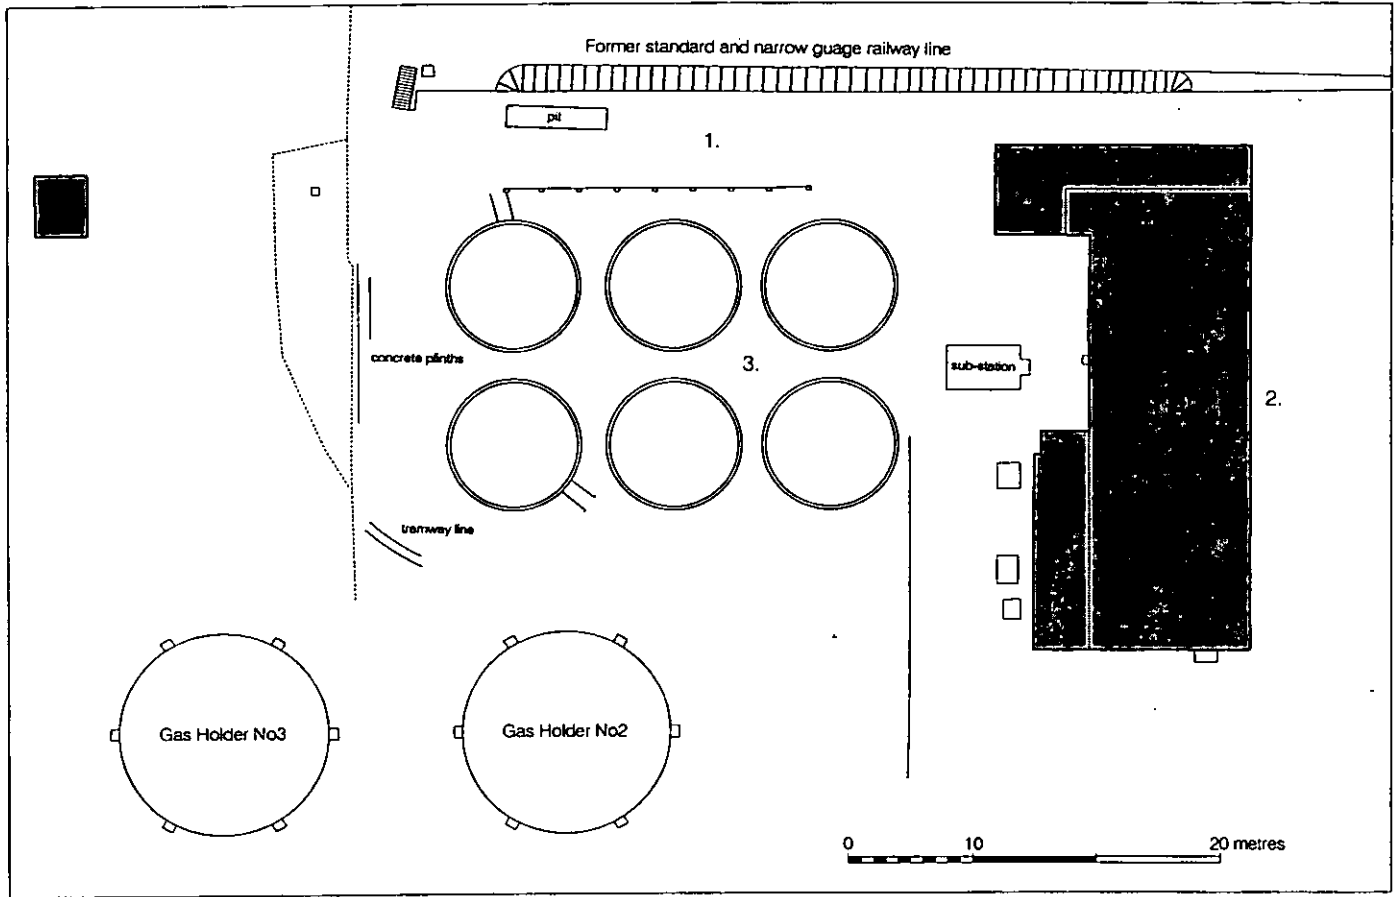 Former standard and narrow guage railway line
pit
1.
concrete plinths
3.
sub-station
2.
tramway line
Gas Holder No3
Gas Holder No2
0 10 20 metres